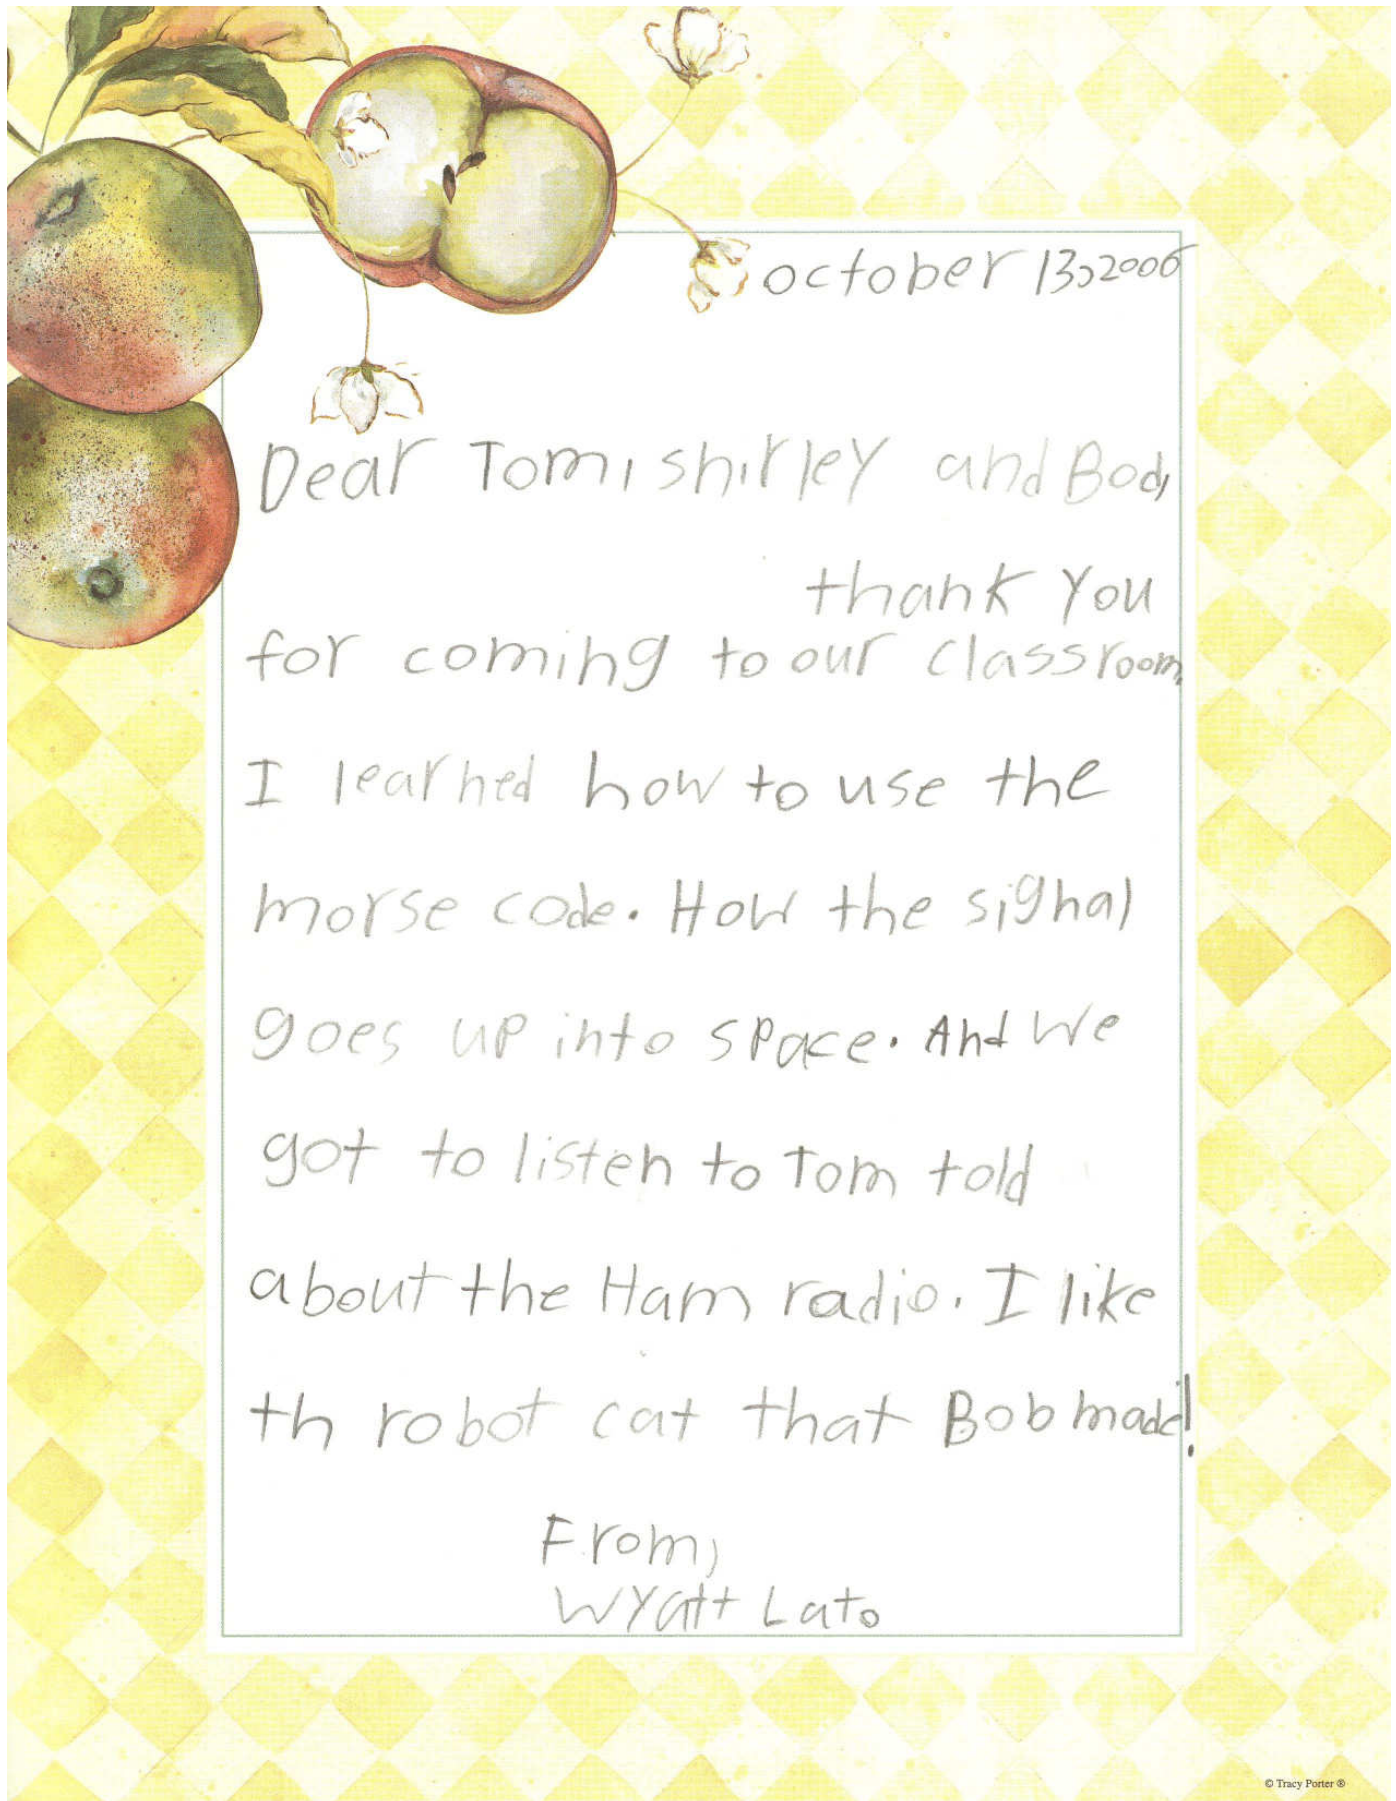 october 13, 2006
Dear Tom, shirley and Bod,
thank you
for coming to our classroom.
I learned how to use the
morse code. How the signal
goes up into space. And we
got to listen to Tom told
about the Ham radio. I like
th robot cat that Bob made!
From,
Wyatt Lato
© Tracy Porter ®